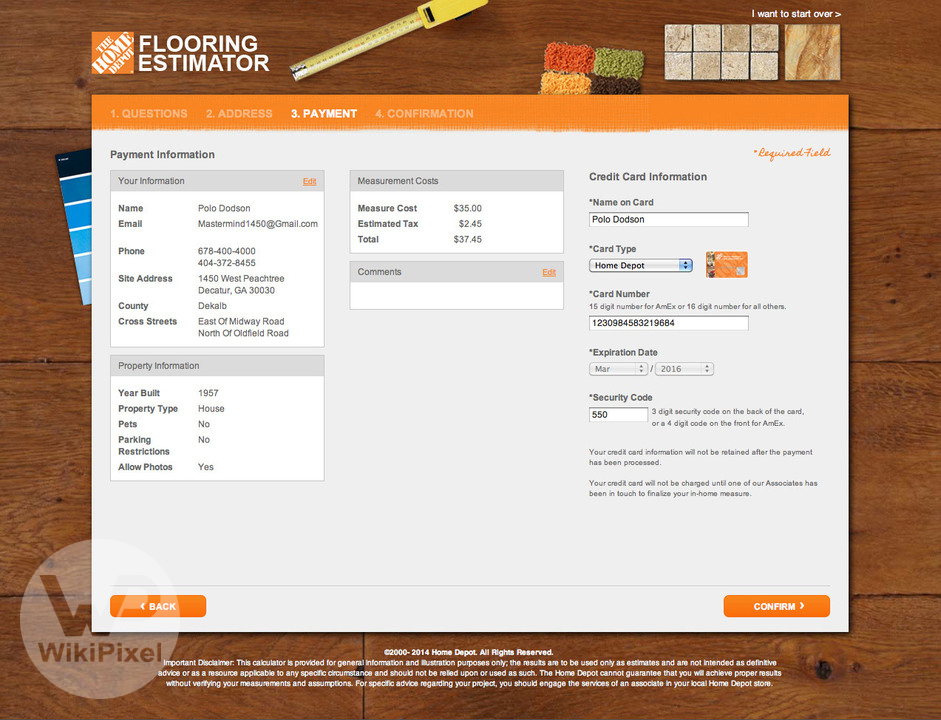 I want to start over >
THE HOME DEPOT
FLOORING
ESTIMATOR
1. QUESTIONS 2. ADDRESS 3. PAYMENT 4. CONFIRMATION
Payment Information
*Required Field
Your Information Edit
Name Polo Dodson
Email Mastermind1450@Gmail.com
Phone 678-400-4000
404-372-8455
Site Address 1450 West Peachtree
Decatur, GA 30030
County Dekalb
Cross Streets East Of Midway Road
North Of Oldfield Road
Property Information
Year Built 1957
Property Type House
Pets No
Parking No
Restrictions
Allow Photos Yes
Measurement Costs
Measure Cost $35.00
Estimated Tax $2.45
Total $37.45
Comments Edit
Credit Card Information
*Name on Card
Polo Dodson
*Card Type
Home Depot
*Card Number
15 digit number for AmEx or 16 digit number for all others.
1230984583219684
*Expiration Date
Mar / 2016
*Security Code
550 3 digit security code on the back of the card,
or a 4 digit code on the front for AmEx.
Your credit card information will not be retained after the payment
has been processed.
Your credit card will not be charged until one of our Associates has
been in touch to finalize your in-home measure.
‹ BACK
CONFIRM ›
WP
WikiPixel
©2000- 2014 Home Depot. All Rights Reserved.
Important Disclaimer: This calculator is provided for general information and illustration purposes only; the results are to be used only as estimates and are not intended as definitive
advice or as a resource applicable to any specific circumstance and should not be relied upon or used as such. The Home Depot cannot guarantee that you will achieve proper results
without verifying your measurements and assumptions. For specific advice regarding your project, you should engage the services of an associate in your local Home Depot store.